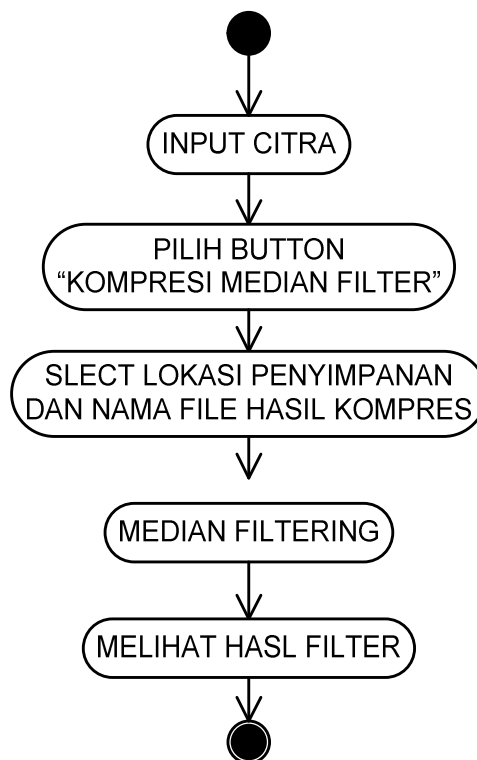 INPUT CITRA
PILIH BUTTON
“KOMPRESI MEDIAN FILTER”
SLECT LOKASI PENYIMPANAN
DAN NAMA FILE HASIL KOMPRES
MEDIAN FILTERING
MELIHAT HASL FILTER